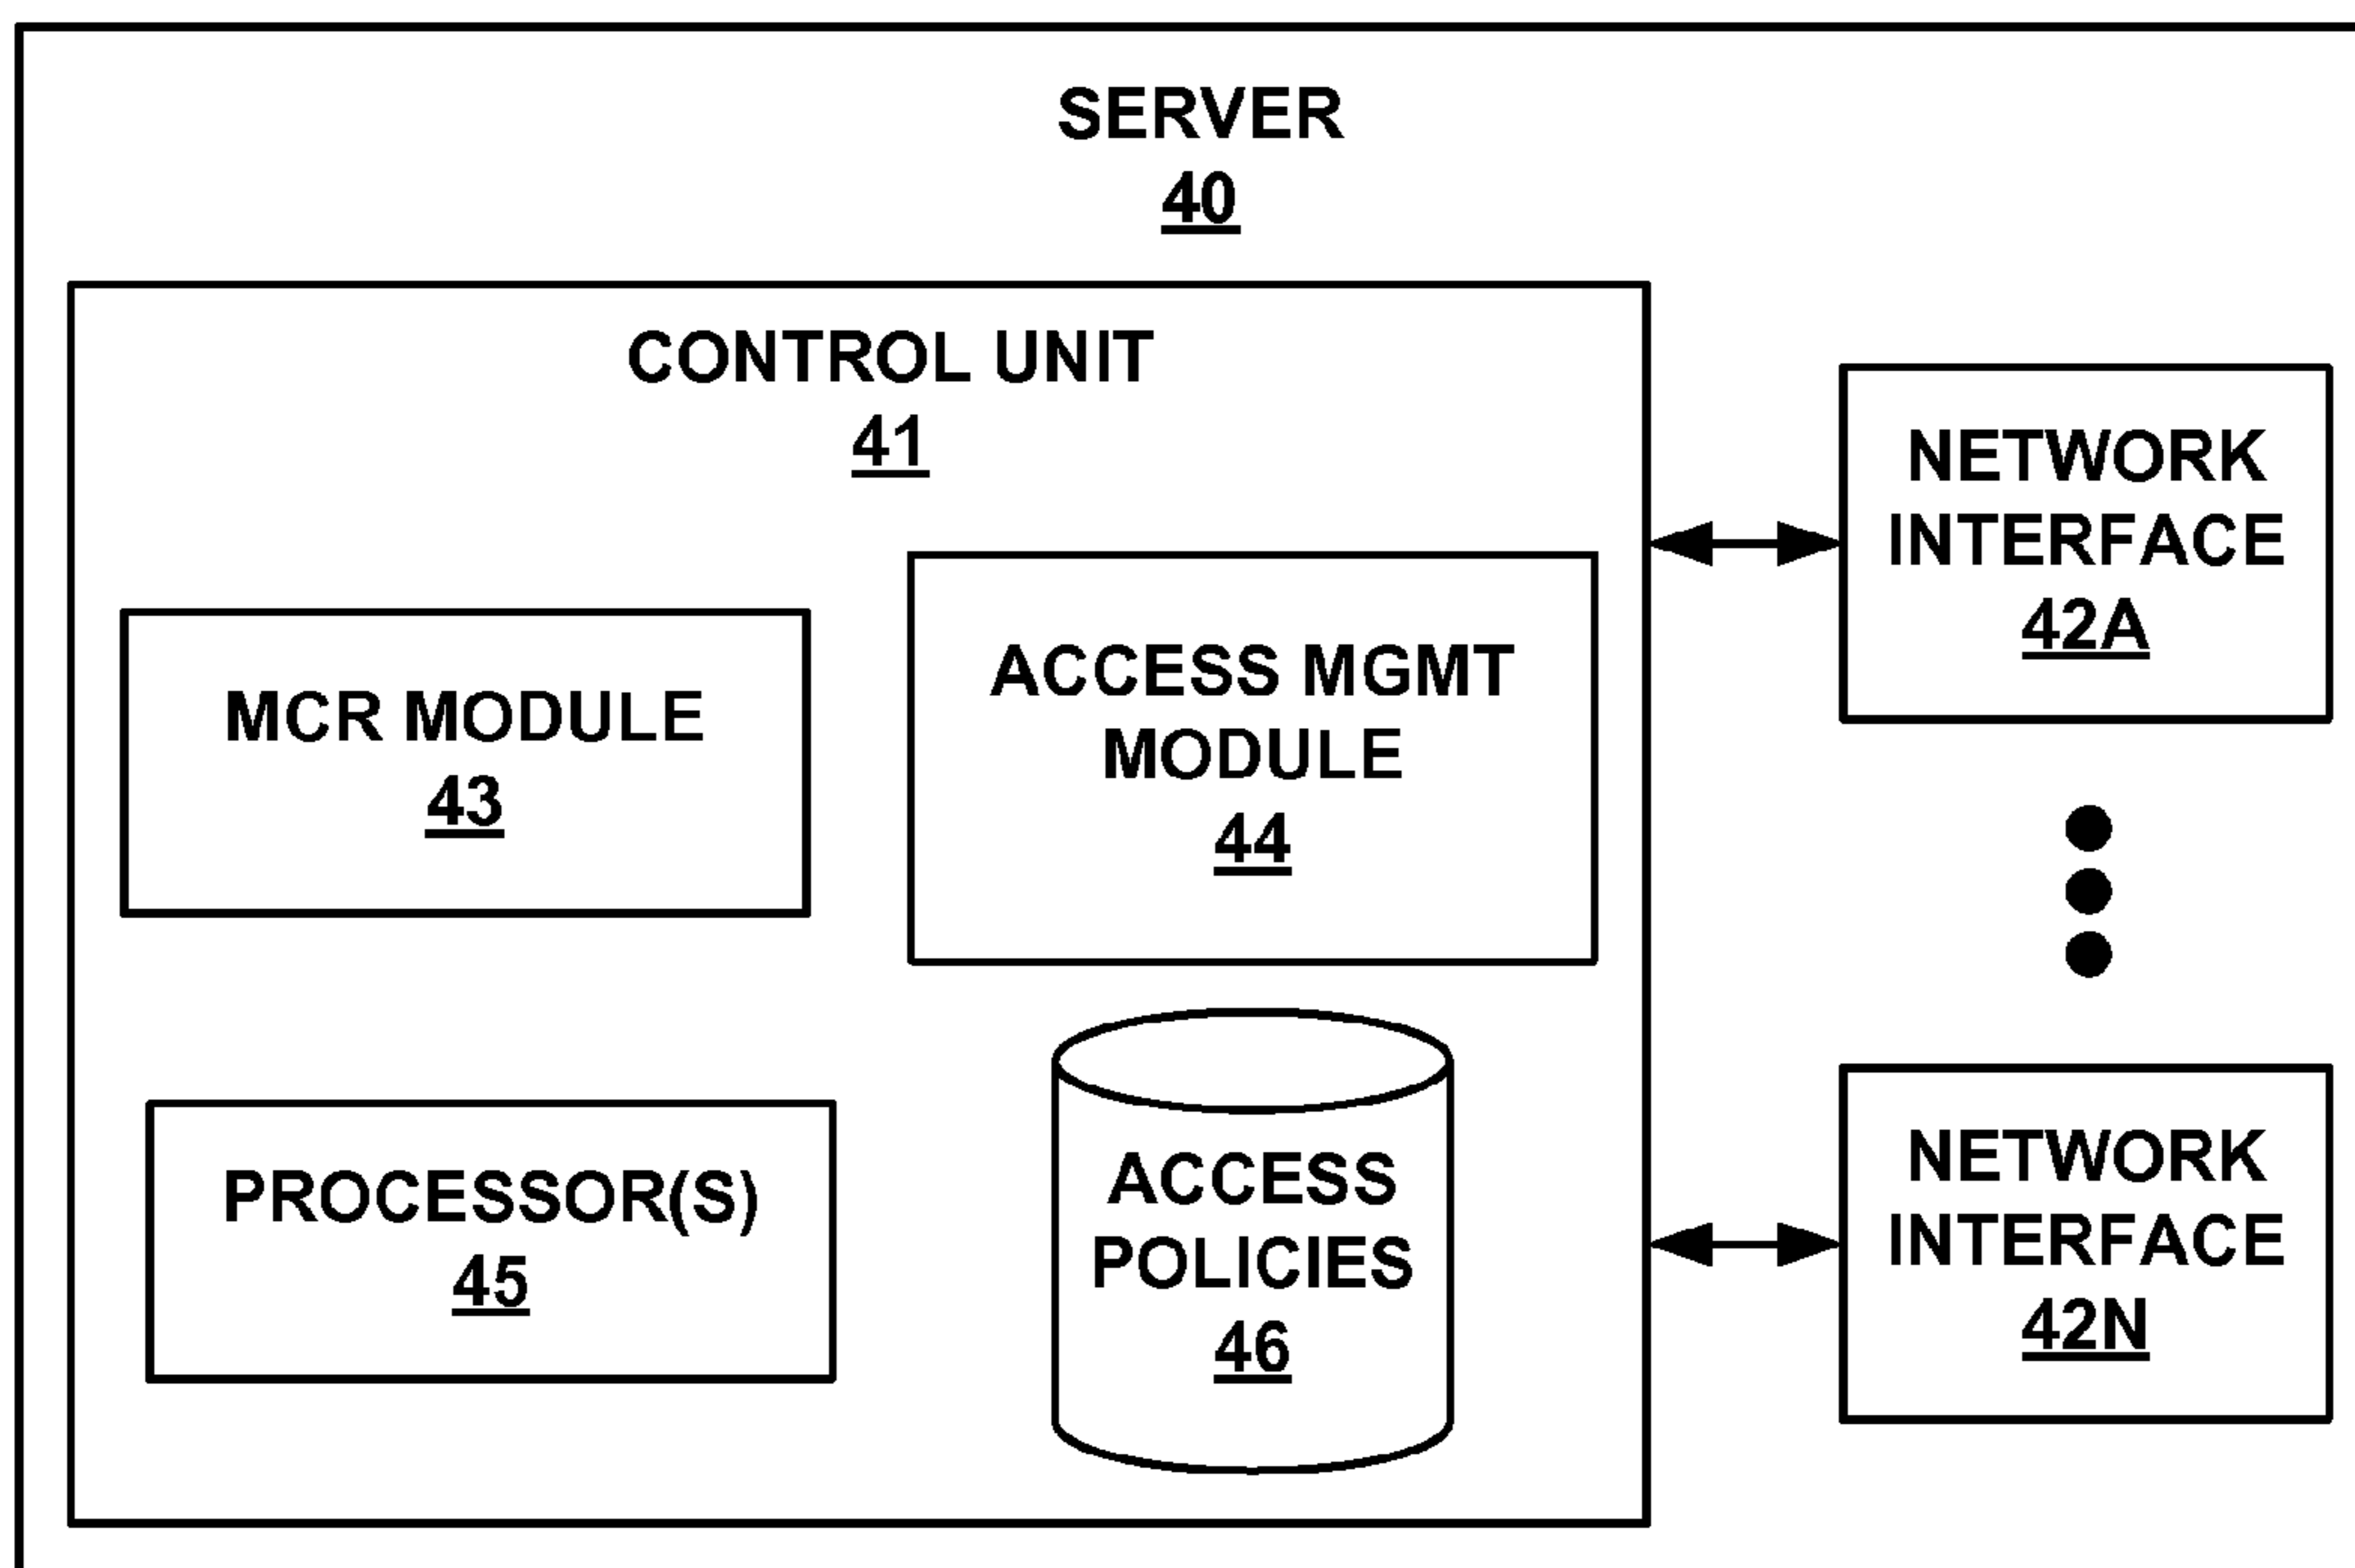 SERVER
40
CONTROL UNIT
41
MCR MODULE
43
ACCESS MGMT
MODULE
44
PROCESSOR(S)
45
ACCESS
POLICIES
46
NETWORK
INTERFACE
42A
NETWORK
INTERFACE
42N